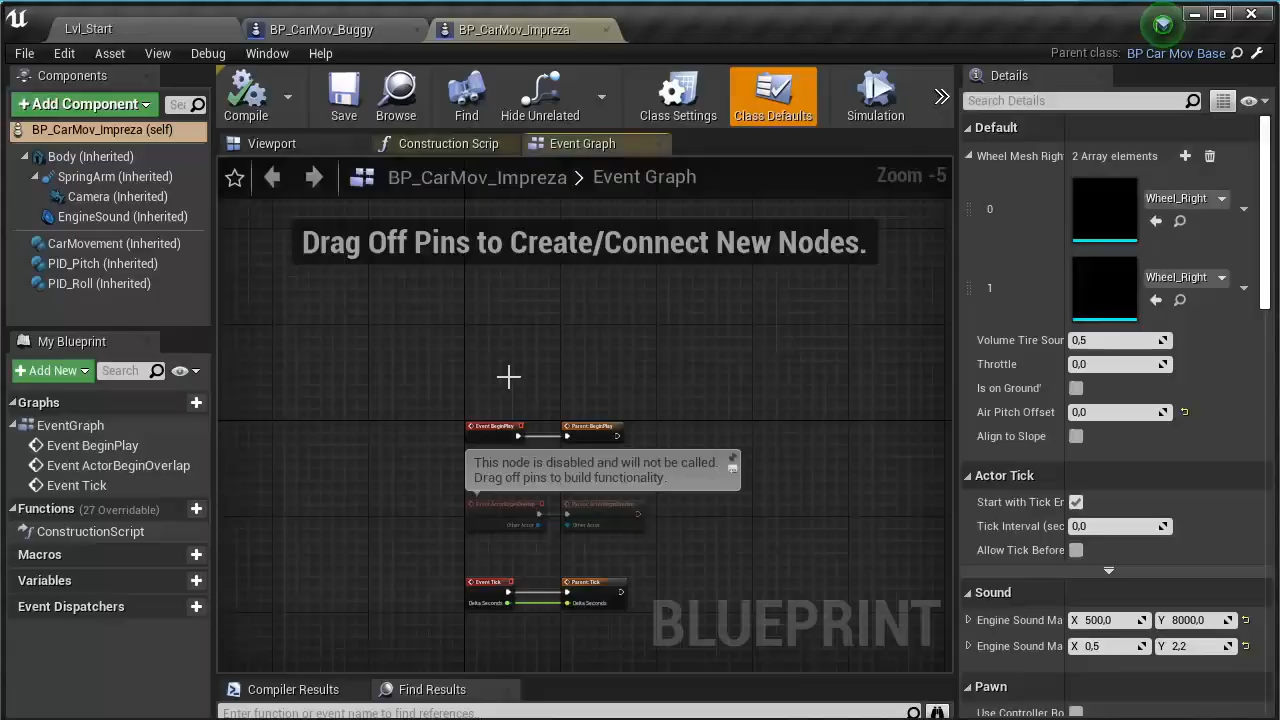 Lvl_Start
BP_CarMov_Buggy
BP_CarMov_Impreza
File Edit Asset View Debug Window Help
Parent class: BP Car Mov Base
Components
+ Add Component
Sea
BP_CarMov_Impreza (self)
Body (Inherited)
SpringArm (Inherited)
Camera (Inherited)
EngineSound (Inherited)
CarMovement (Inherited)
PID_Pitch (Inherited)
PID_Roll (Inherited)
My Blueprint
+ Add New
Search
Graphs
EventGraph
Event BeginPlay
Event ActorBeginOverlap
Event Tick
Functions (27 Overridable)
ConstructionScript
Macros
Variables
Event Dispatchers
Compile
Save
Browse
Find
Hide Unrelated
Class Settings
Class Defaults
Simulation
Viewport
Construction Scrip
Event Graph
BP_CarMov_Impreza > Event Graph
Zoom -5
Drag Off Pins to Create/Connect New Nodes.
Event BeginPlay
Parent: BeginPlay
This node is disabled and will not be called.
Drag off pins to build functionality.
Event ActorBeginOverlap
Other Actor
Other Actor
Event Tick
Parent: Tick
Delta Seconds
Delta Seconds
BLUEPRINT
Compiler Results
Find Results
Enter function or event name to find references...
Details
Search Details
Default
Wheel Mesh Right
2 Array elements
0
Wheel_Right
1
Wheel_Right
Volume Tire Sour
0,5
Throttle
0,0
Is on Ground'
Air Pitch Offset
0,0
Align to Slope
Actor Tick
Start with Tick En
Tick Interval (sec
0,0
Allow Tick Before
Sound
Engine Sound Ma
X 500,0
Y 8000,0
Engine Sound Ma
X 0,5
Y 2,2
Pawn
Use Controller Ro